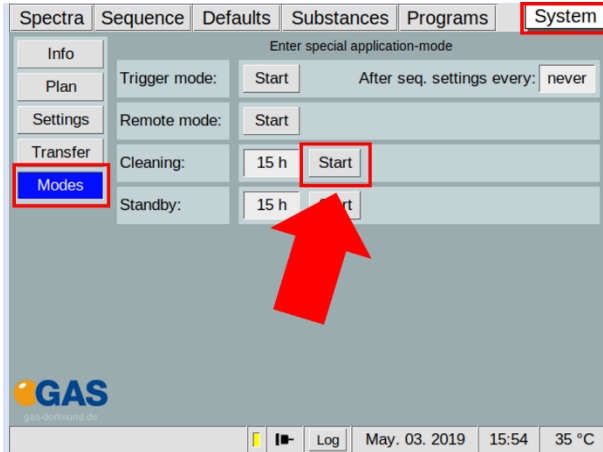 Spectra Sequence Defaults Substances Programs System
Info
Plan
Settings
Transfer
Modes
Enter special application-mode
Trigger mode: Start After seq. settings every: never
Remote mode: Start
Cleaning: 15 h Start
Standby: 15 h
GAS
gas-dortmund.de
Log May. 03. 2019 15:54 35 °C